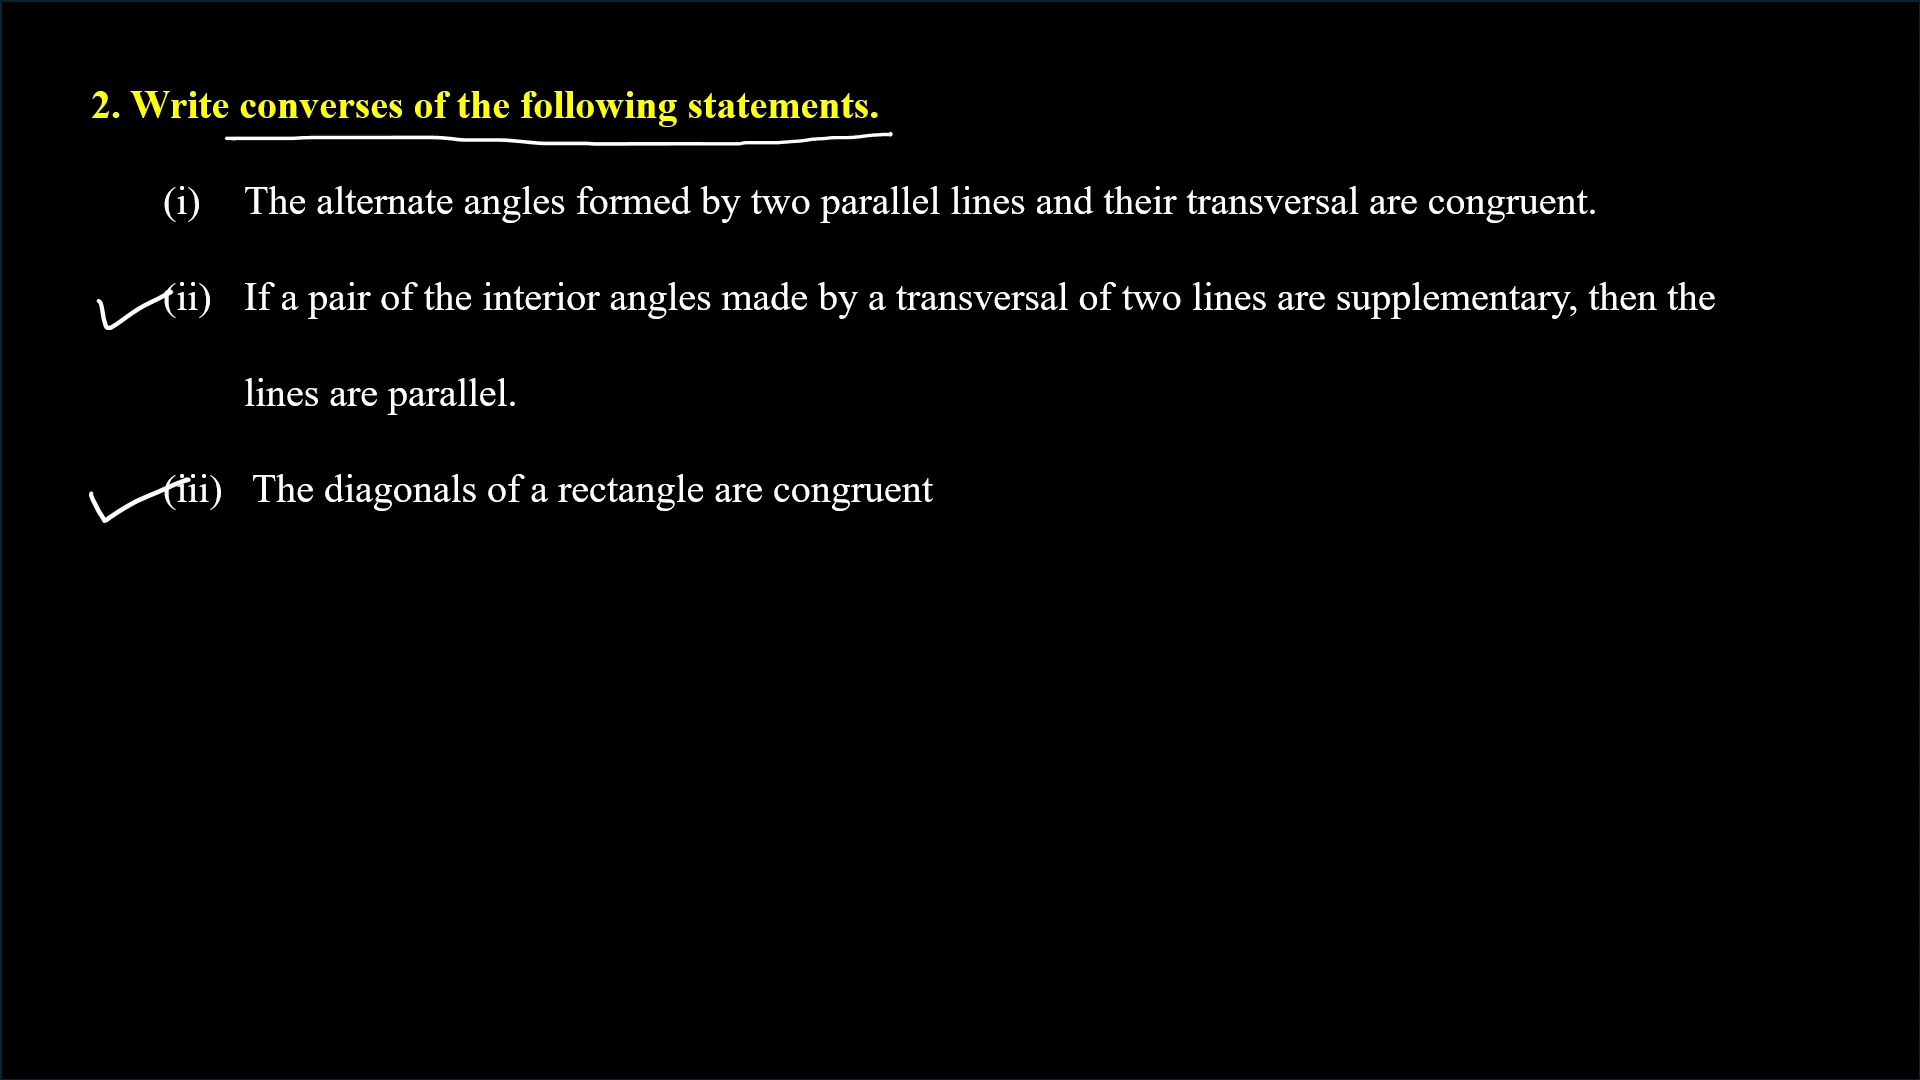 2. Write converses of the following statements.
(i) The alternate angles formed by two parallel lines and their transversal are congruent.
(ii) If a pair of the interior angles made by a transversal of two lines are supplementary, then the
lines are parallel.
(iii) The diagonals of a rectangle are congruent